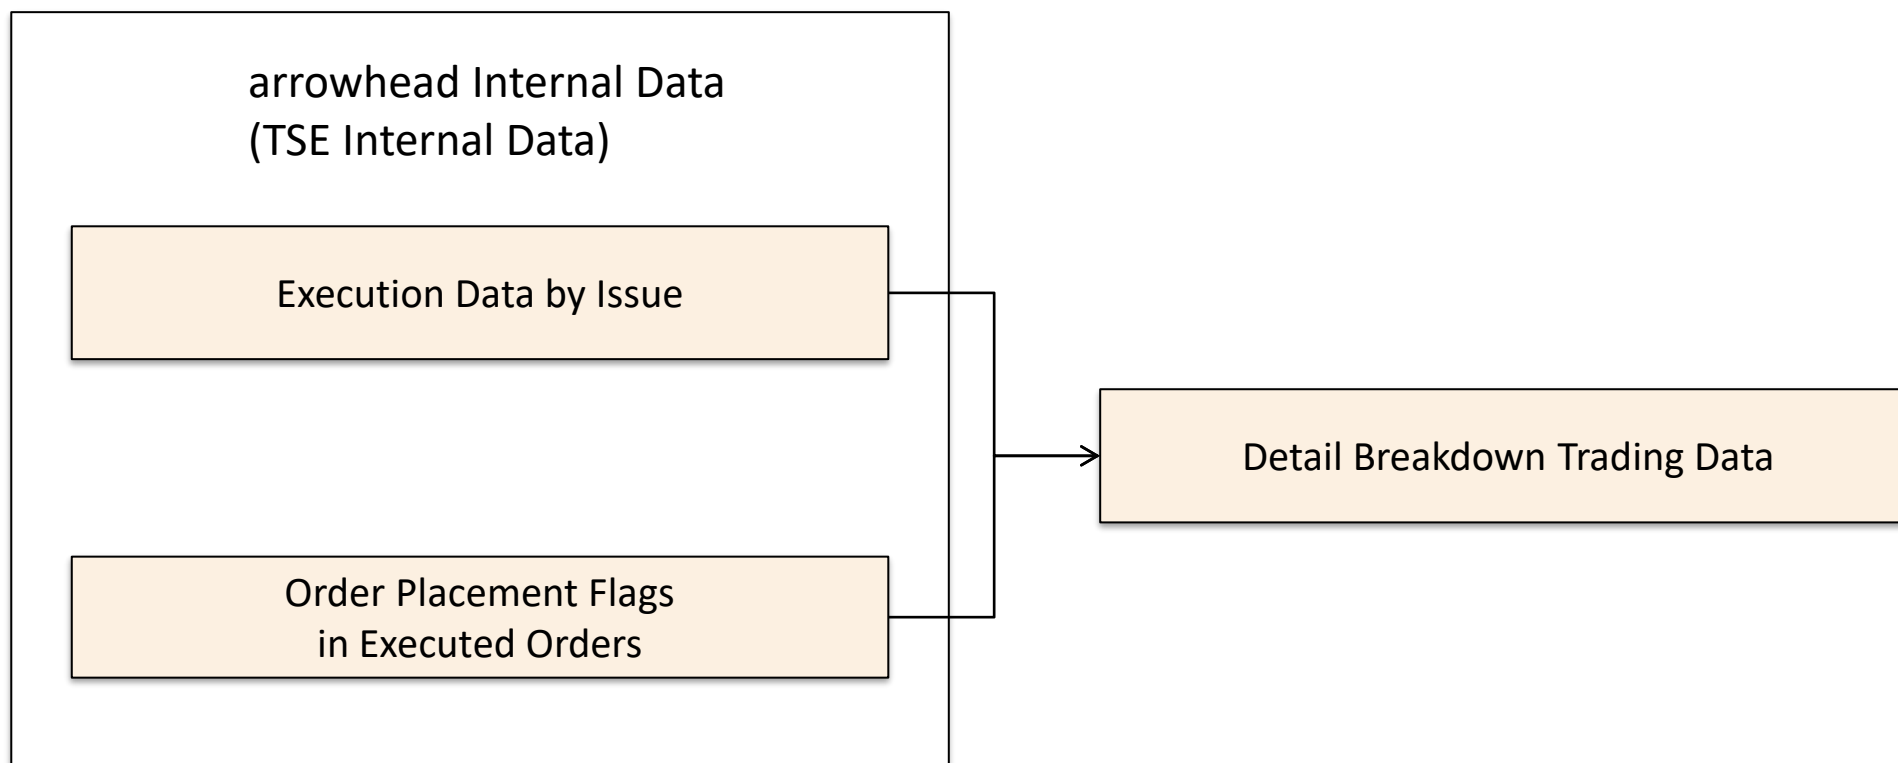 arrowhead Internal Data
(TSE Internal Data)
Execution Data by Issue
Detail Breakdown Trading Data
Order Placement Flags
in Executed Orders